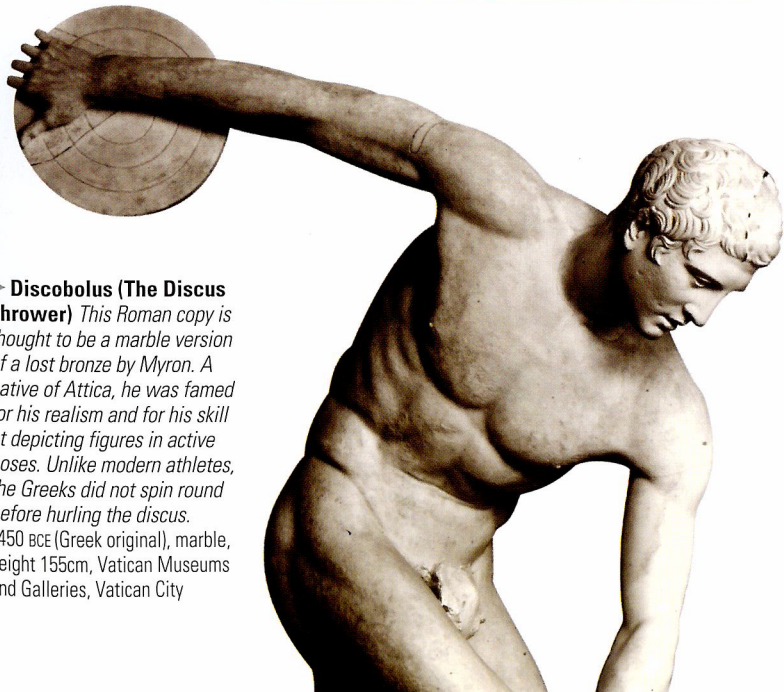 Discobolus (The Discus
hrower) This Roman copy is
hought to be a marble version
f a lost bronze by Myron. A
ative of Attica, he was famed
or his realism and for his skill
t depicting figures in active
oses. Unlike modern athletes,
he Greeks did not spin round
efore hurling the discus.
450 BCE (Greek original), marble,
eight 155cm, Vatican Museums
nd Galleries, Vatican City